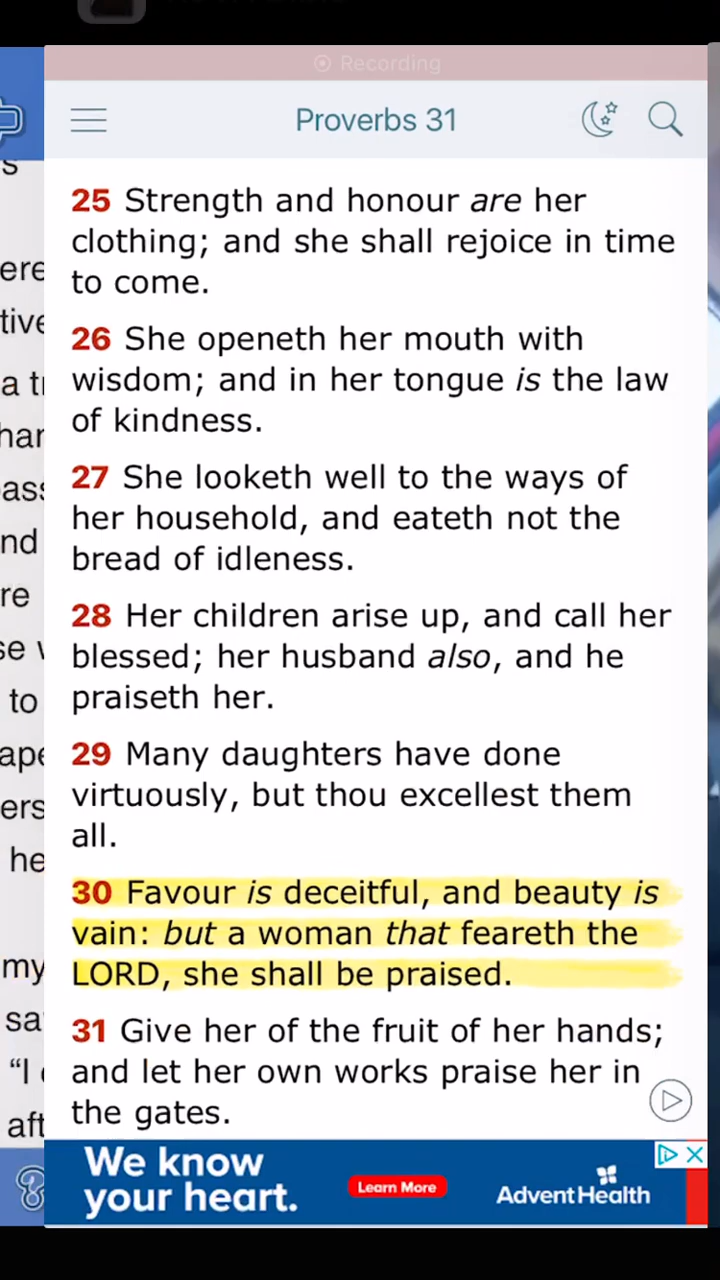 Recording
Proverbs 31
25 Strength and honour are her
clothing; and she shall rejoice in time
to come.
26 She openeth her mouth with
wisdom; and in her tongue is the law
of kindness.
27 She looketh well to the ways of
her household, and eateth not the
bread of idleness.
28 Her children arise up, and call her
blessed; her husband also, and he
praiseth her.
29 Many daughters have done
virtuously, but thou excellest them
all.
30 Favour is deceitful, and beauty is
vain: but a woman that feareth the
LORD, she shall be praised.
31 Give her of the fruit of her hands;
and let her own works praise her in
the gates.
We know
your heart.
Learn More
AdventHealth
to
he
my
"I